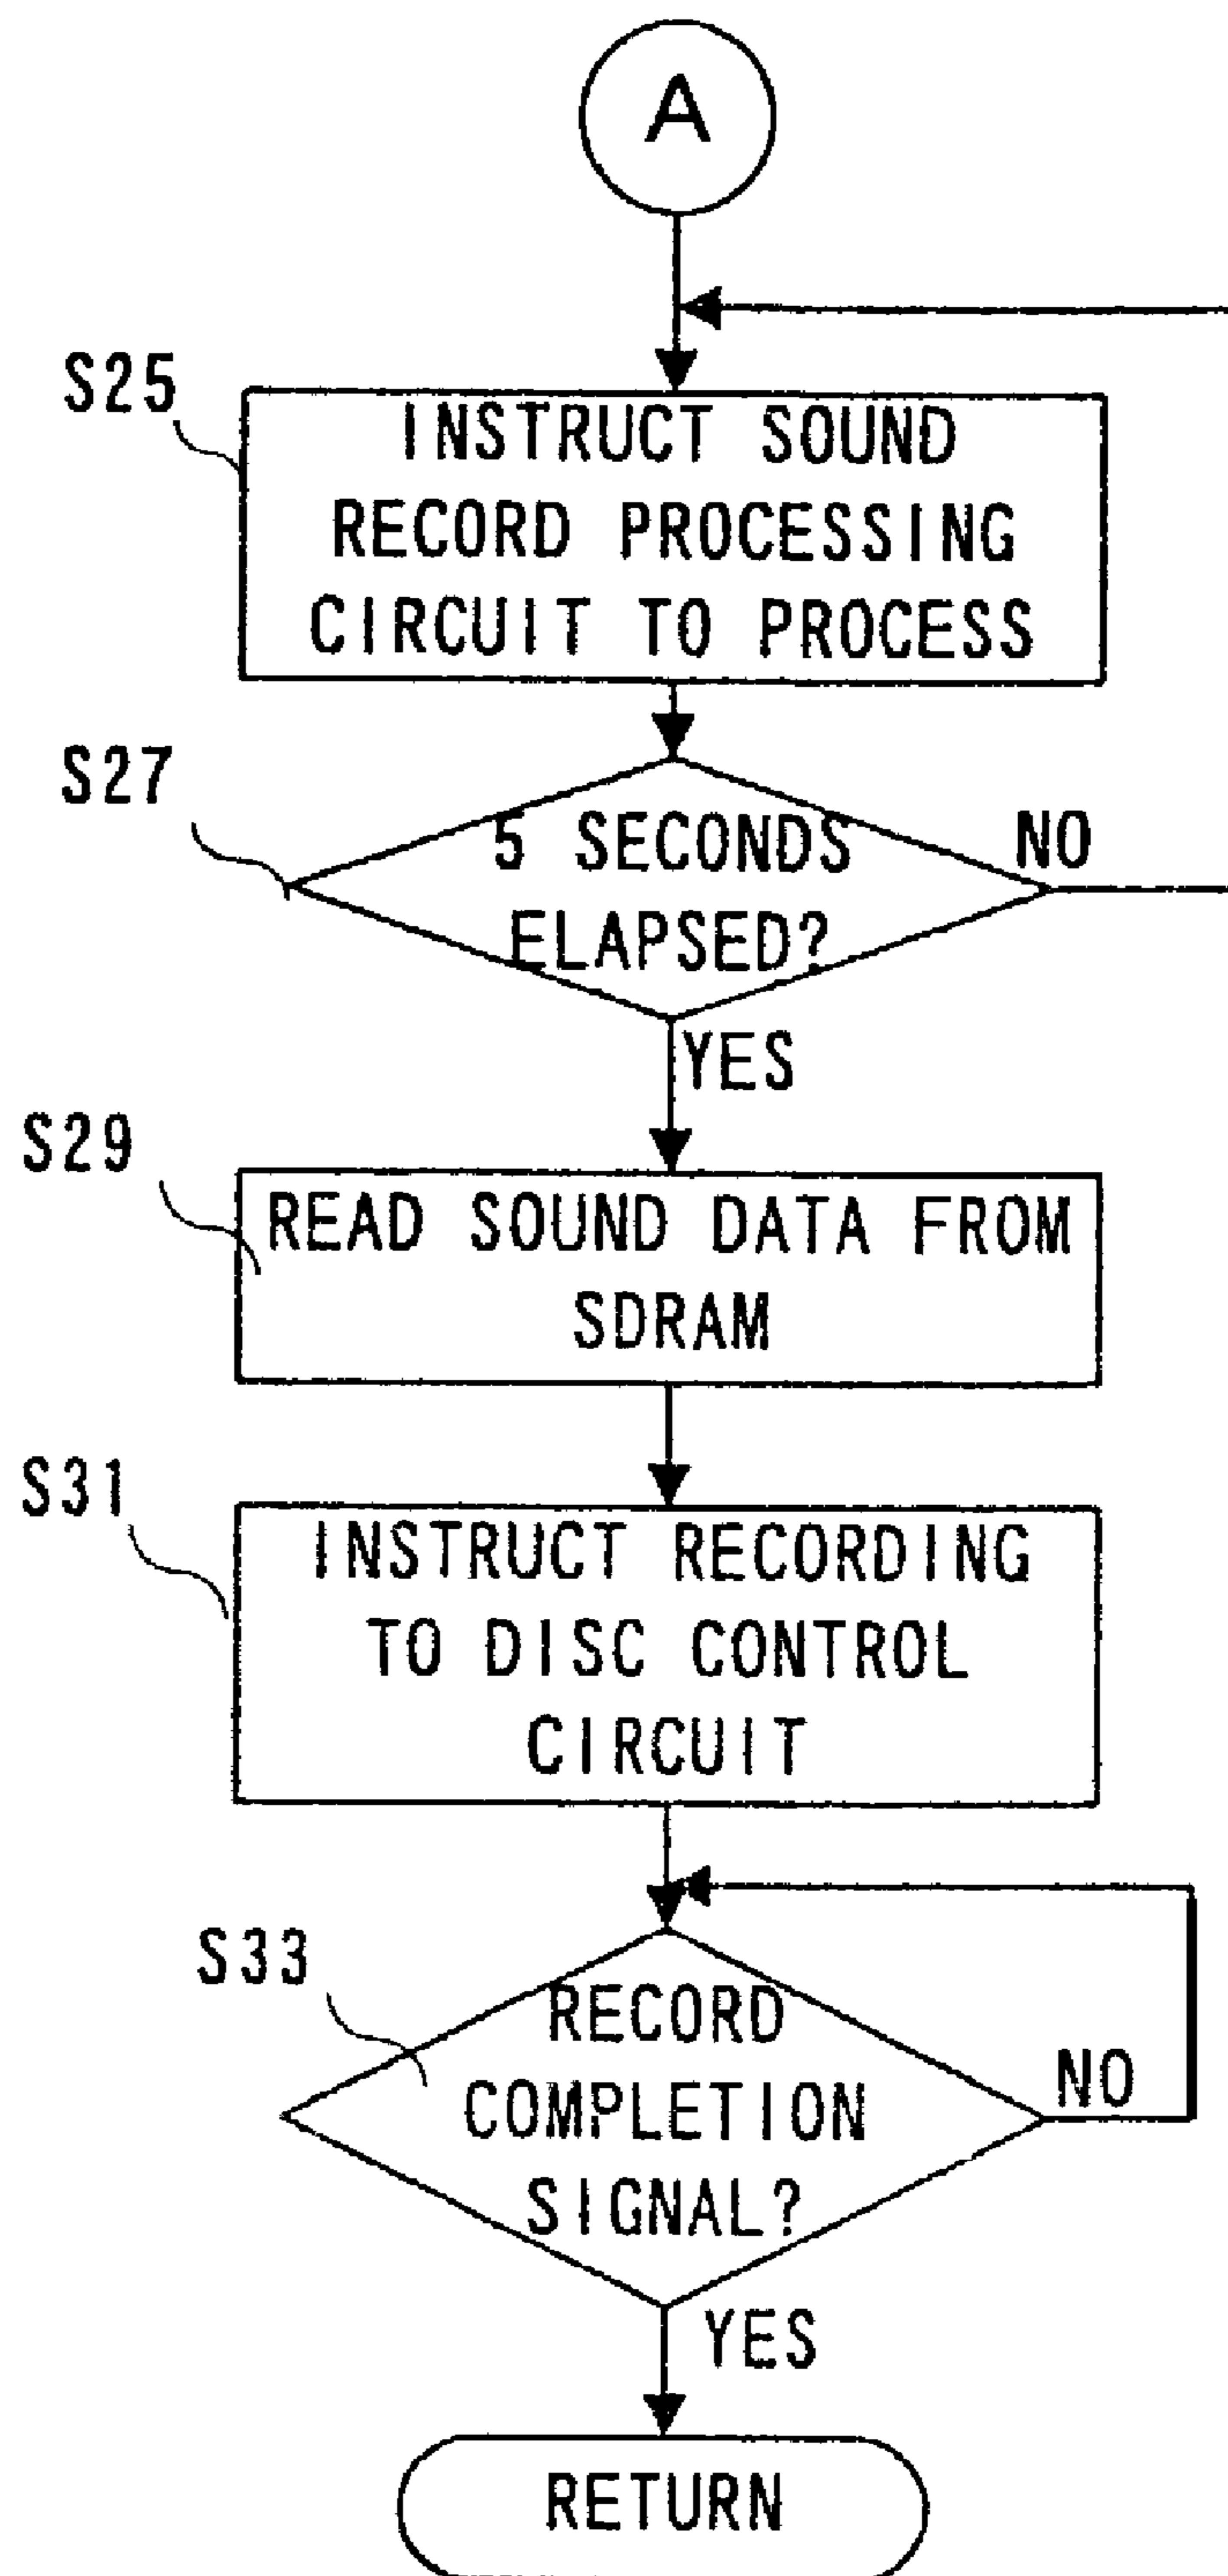 A
S25
INSTRUCT SOUND
RECORD PROCESSING
CIRCUIT TO PROCESS
S27
5 SECONDS
ELAPSED?
NO
YES
S29
READ SOUND DATA FROM
SDRAM
S31
INSTRUCT RECORDING
TO DISC CONTROL
CIRCUIT
S33
RECORD
COMPLETION
SIGNAL?
NO
YES
RETURN